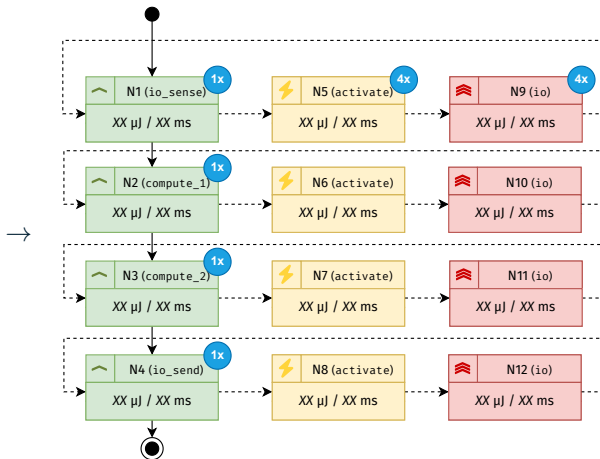 1x 4x 4x
N1 (io_sense) N5 (activate) N9 (io)
XX µJ / XX ms XX µJ / XX ms XX µJ / XX ms
1x
N2 (compute_1) N6 (activate) N10 (io)
XX µJ / XX ms XX µJ / XX ms XX µJ / XX ms
→
1x
N3 (compute_2) N7 (activate) N11 (io)
XX µJ / XX ms XX µJ / XX ms XX µJ / XX ms
1x
N4 (io_send) N8 (activate) N12 (io)
XX µJ / XX ms XX µJ / XX ms XX µJ / XX ms